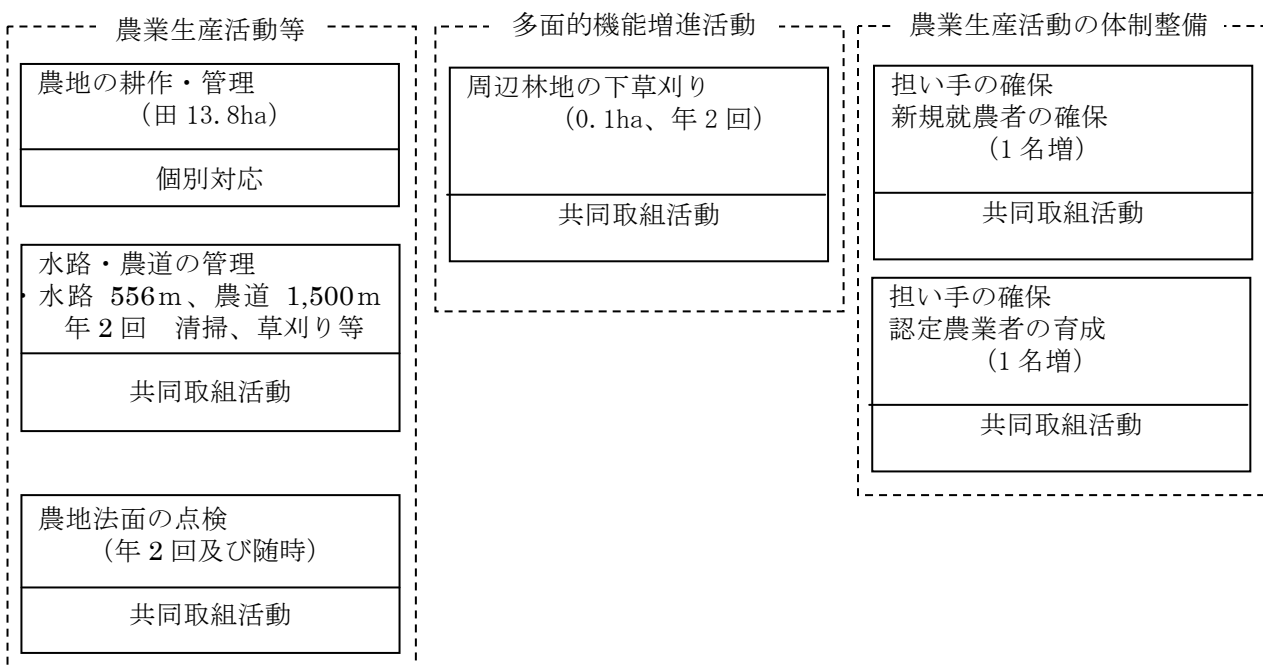 農業生産活動等
農地の耕作・管理
（田 13.8ha）
個別対応
水路・農道の管理
・水路 556m、農道 1,500m
年2回　清掃、草刈り等
共同取組活動
農地法面の点検
（年2回及び随時）
共同取組活動
多面的機能増進活動
周辺林地の下草刈り
（0.1ha、年2回）
共同取組活動
農業生産活動の体制整備
担い手の確保
新規就農者の確保
（1名増）
共同取組活動
担い手の確保
認定農業者の育成
（1名増）
共同取組活動